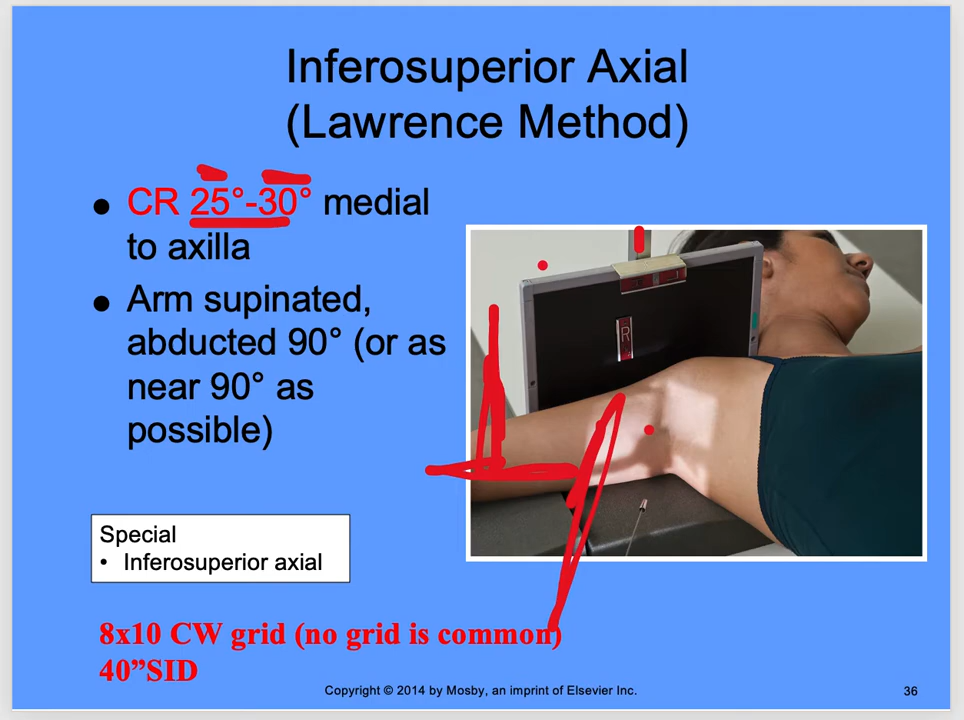 Inferosuperior Axial
(Lawrence Method)
● CR 25°-30° medial
to axilla
● Arm supinated,
abducted 90° (or as
near 90° as
possible)
R
Special
• Inferosuperior axial
8x10 CW grid (no grid is common)
40”SID
Copyright © 2014 by Mosby, an imprint of Elsevier Inc.
36